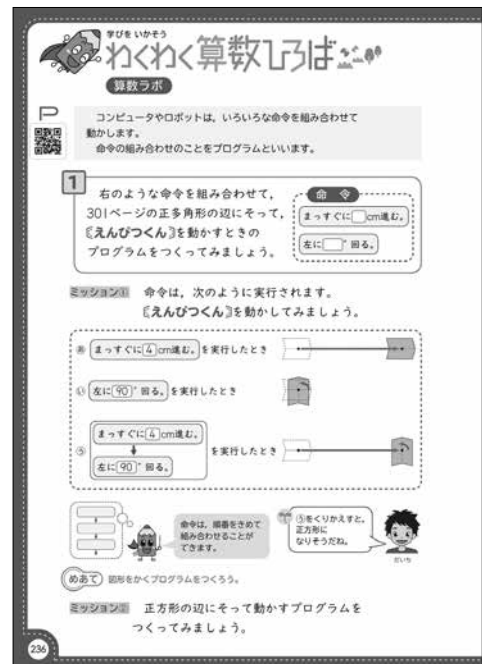 学びを いかそう
わくわく算数ひろば
算数ラボ
コンピュータやロボットは，いろいろな命令を組み合わせて
動かします。
命令の組み合わせのことをプログラムといいます。
1
右のような命令を組み合わせて，
301ページの正多角形の辺にそって，
《えんぴつくん》を動かすときの
プログラムをつくってみましょう。
命 令
まっすぐに□cm進む。
左に□°回る。
ミッション① 命令は，次のように実行されます。
《えんぴつくん》を動かしてみましょう。
あ まっすぐに4cm進む。を実行したとき
い 左に90°回る。を実行したとき
う まっすぐに4cm進む。
左に90°回る。
を実行したとき
命令は，順番をきめて
組み合わせることが
できます。
うをくりかえすと，
正方形に
なりそうだね。
だいち
めあて 図形をかくプログラムをつくろう。
ミッション② 正方形の辺にそって動かすプログラムを
つくってみましょう。
236